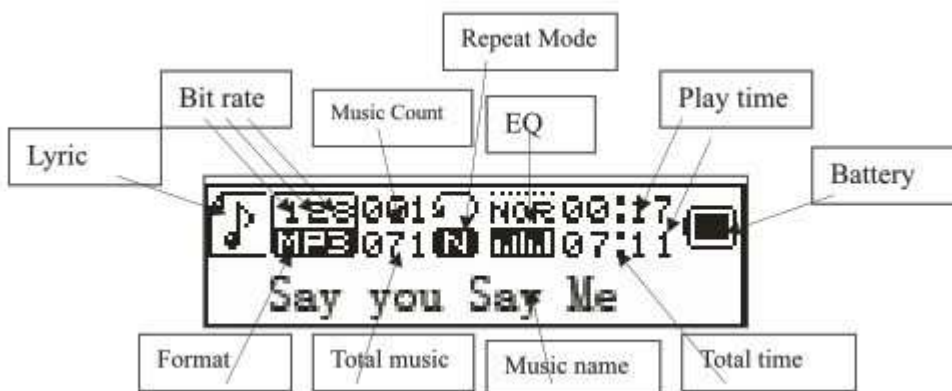 Repeat Mode
Bit rate
Music Count
EQ
Play time
Lyric
Battery
128 001 NOR 00:17
MP3 071 N 07:11
Say you Say Me
Format
Total music
Music name
Total time